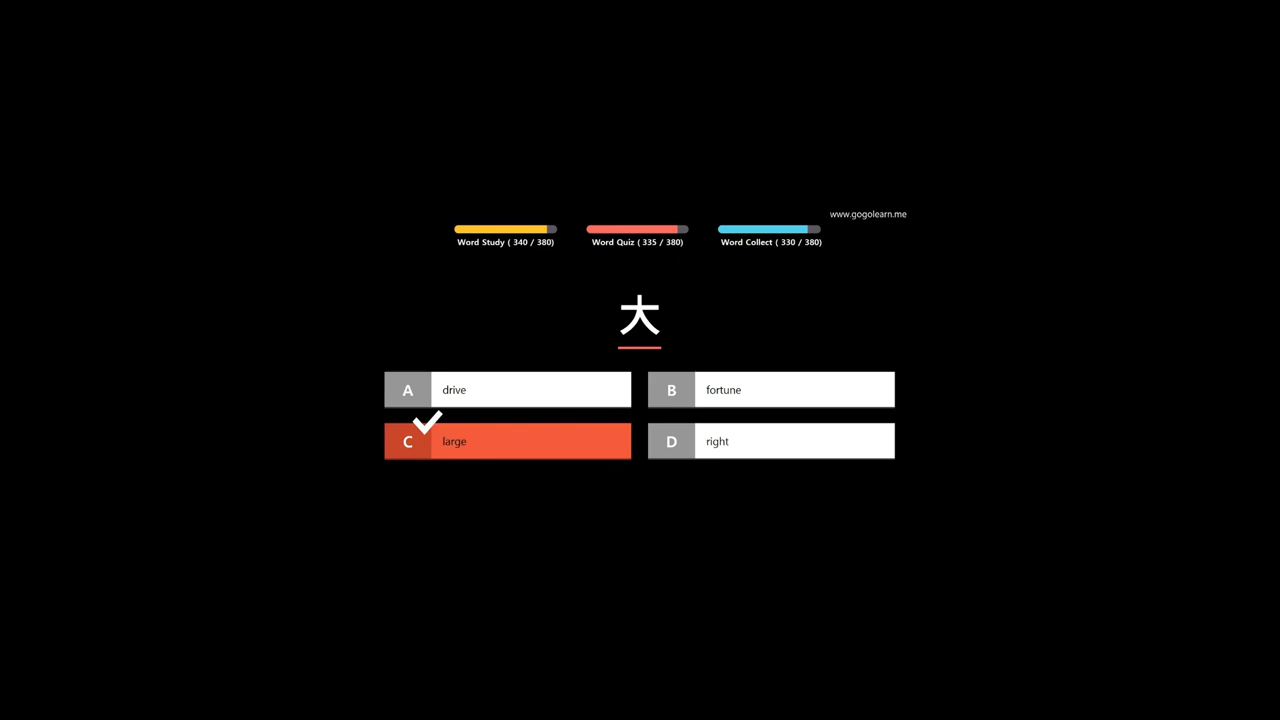 www.gogolearn.me
Word Study ( 340 / 380)
Word Quiz ( 335 / 380)
Word Collect ( 330 / 380)
大
A drive
B fortune
C large
D right